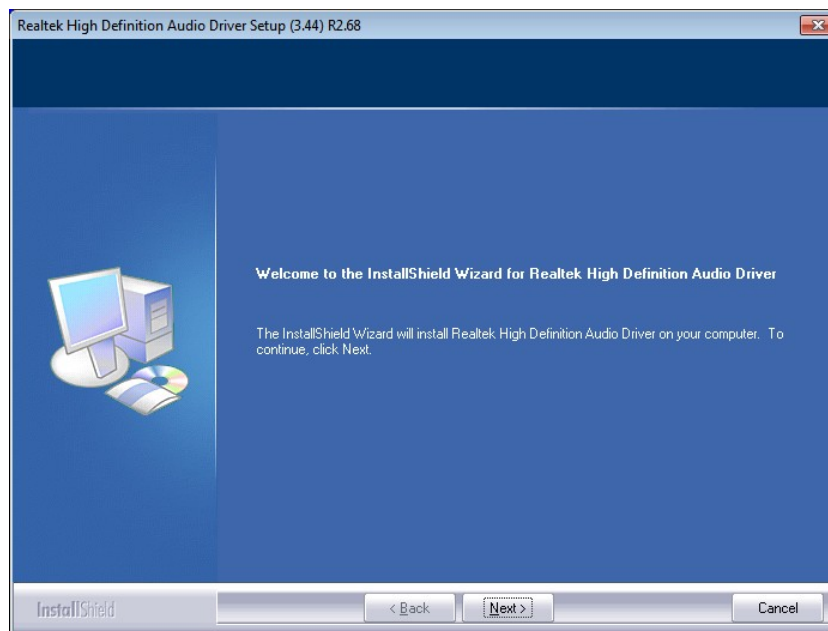 Realtek High Definition Audio Driver Setup (3.44) R2.68
Welcome to the InstallShield Wizard for Realtek High Definition Audio Driver
The InstallShield Wizard will install Realtek High Definition Audio Driver on your computer. To
continue, click Next.
InstallShield
< Back
Next >
Cancel